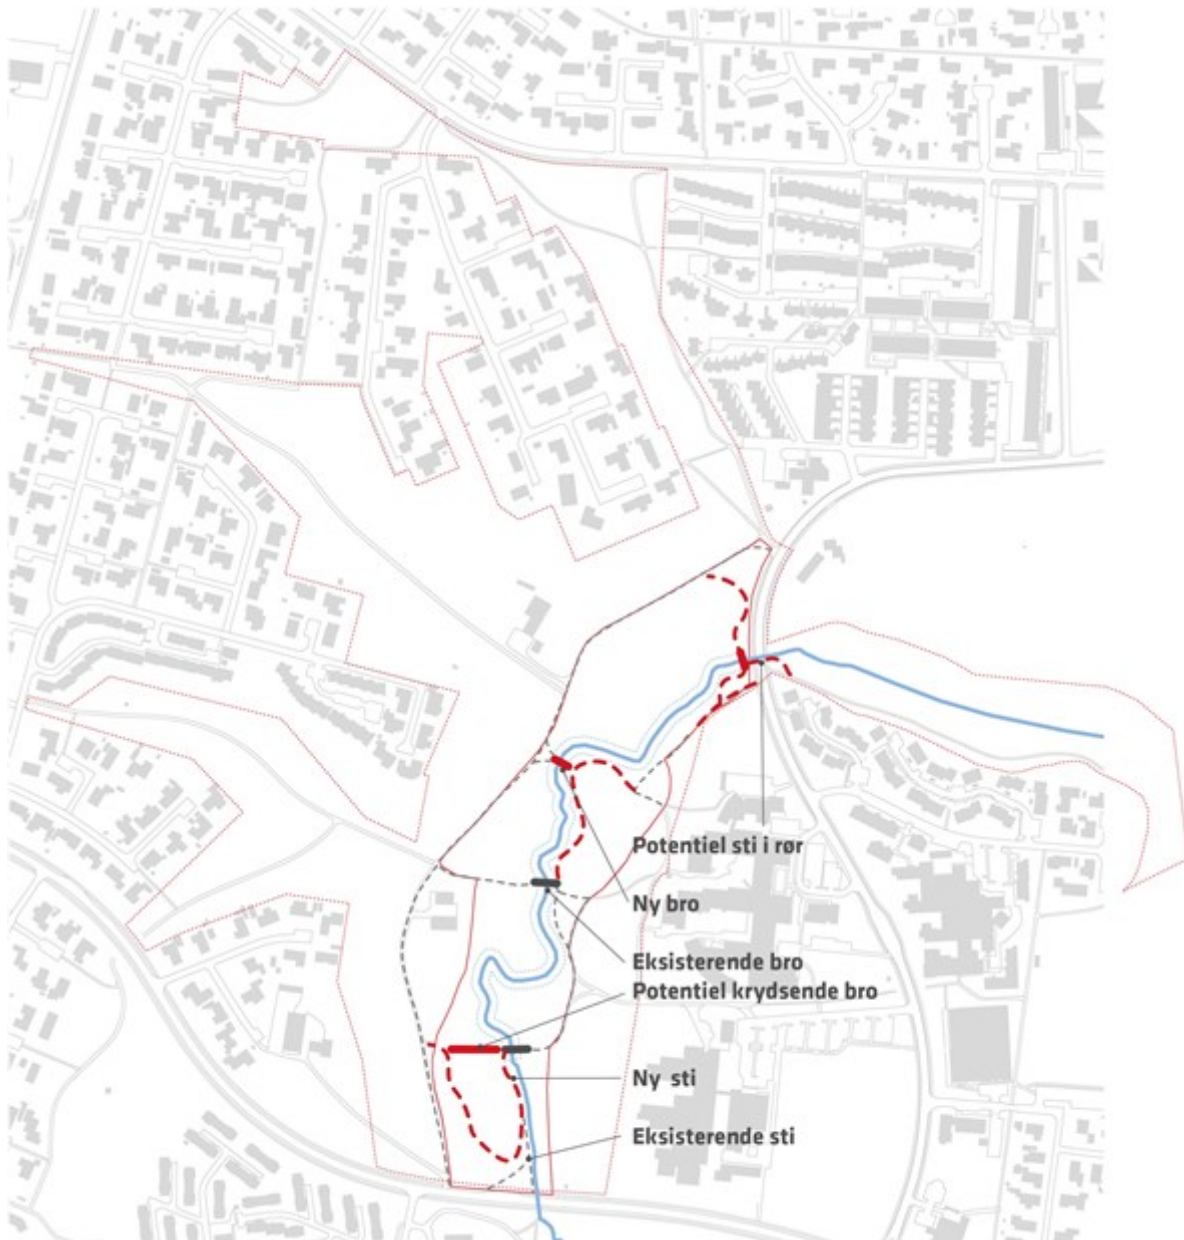 Potentiel sti i rør
Ny bro
Eksisterende bro
Potentiel krydsende bro
Ny sti
Eksisterende sti